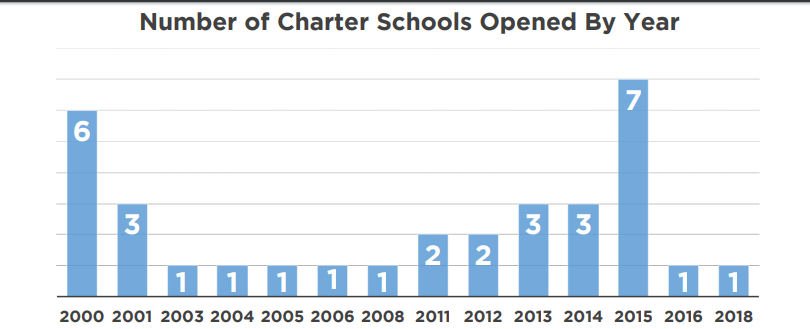 Number of Charter Schools Opened By Year
6 3 1 1 1 1 1 2 2 3 3 7 1 1
2000 2001 2003 2004 2005 2006 2008 2011 2012 2013 2014 2015 2016 2018